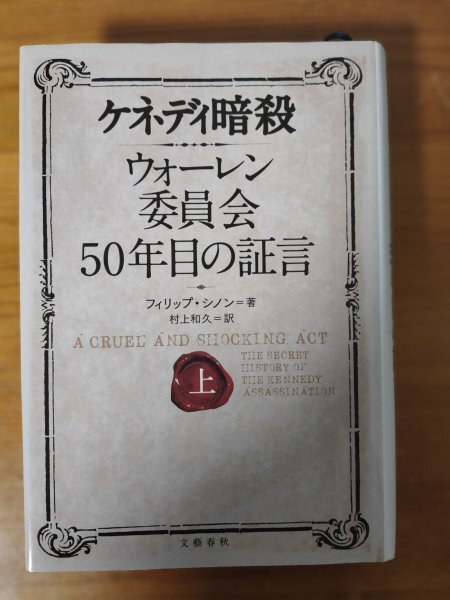 ケネディ暗殺
ウォーレン
委員会
50年目の証言
フィリップ・シノン＝著
村上和久＝訳
A CRUEL AND SHOCKING ACT
上
THE SECRET
HISTORY OF
THE KENNEDY
ASSASSINATION
文藝春秋